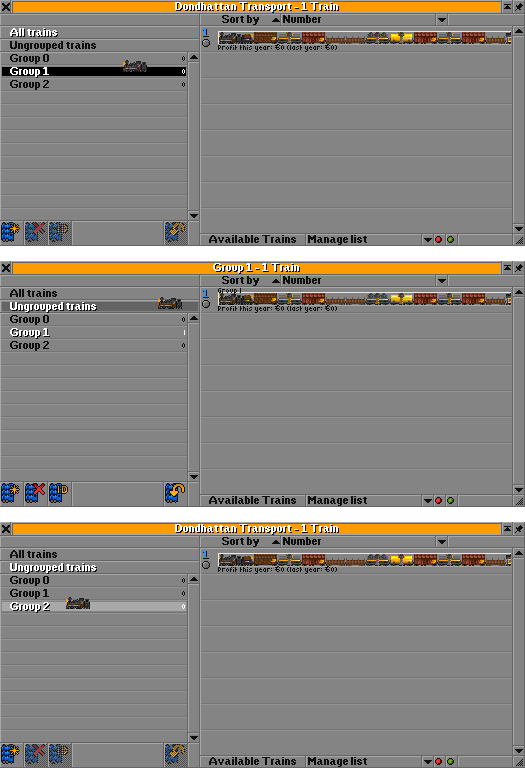 Dondhattan Transport - 1 Train
Sort by Number
All trains
1
Ungrouped trains
Profit this year: €0 (last year: €0)
Group 0 0
Group 1 0
Group 2 0
Available Trains Manage list
Group 1 - 1 Train
Sort by Number
All trains
1 Group 1
Ungrouped trains
Profit this year: €0 (last year: €0)
Group 0 0
Group 1 1
Group 2 0
Available Trains Manage list
Dondhattan Transport - 1 Train
Sort by Number
All trains
1
Ungrouped trains
Profit this year: €0 (last year: €0)
Group 0 0
Group 1 0
Group 2 0
Available Trains Manage list